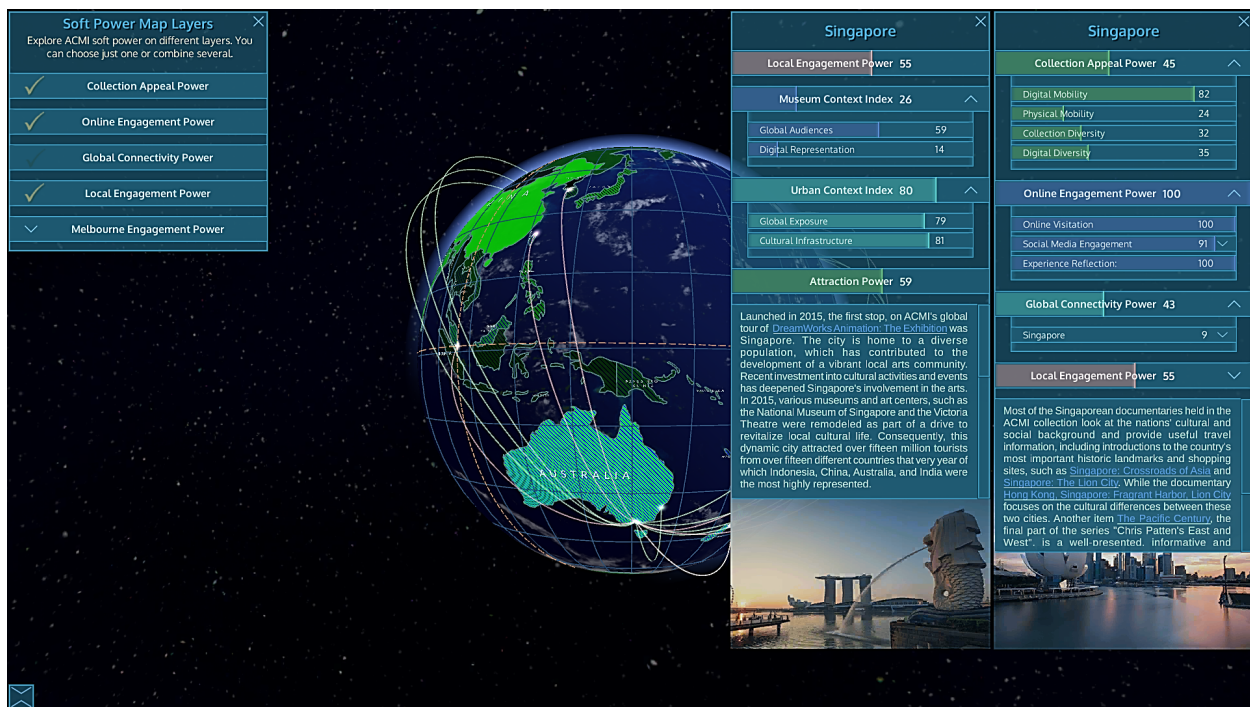 Soft Power Map Layers
Explore ACMI soft power on different layers. You
can choose just one or combine several.
Collection Appeal Power
Online Engagement Power
Global Connectivity Power
Local Engagement Power
Melbourne Engagement Power
AUSTRALIA
Singapore
Local Engagement Power 55
Museum Context Index 26
Global Audiences 59
Digital Representation 14
Urban Context Index 80
Global Exposure 79
Cultural Infrastructure 81
Attraction Power 59
Launched in 2015, the first stop, on ACMI's global
tour of DreamWorks Animation: The Exhibition was
Singapore. The city is home to a diverse
population, which has contributed to the
development of a vibrant local arts community.
Recent investment into cultural activities and events
has deepened Singapore's involvement in the arts.
In 2015, various museums and art centers, such as
the National Museum of Singapore and the Victoria
Theatre were remodeled as part of a drive to
revitalize local cultural life. Consequently, this
dynamic city attracted over fifteen million tourists
from over fifteen different countries that very year of
which Indonesia, China, Australia, and India were
the most highly represented.
Singapore
Collection Appeal Power 45
Digital Mobility 82
Physical Mobility 24
Collection Diversity 32
Digital Diversity 35
Online Engagement Power 100
Online Visitation 100
Social Media Engagement 91
Experience Reflection: 100
Global Connectivity Power 43
Singapore 9
Local Engagement Power 55
Most of the Singaporean documentaries held in the
ACMI collection look at the nations' cultural and
social background and provide useful travel
information, including introductions to the country's
most important historic landmarks and shopping
sites, such as Singapore: Crossroads of Asia and
Singapore: The Lion City. While the documentary
Hong Kong, Singapore: Fragrant Harbor, Lion City
focuses on the cultural differences between these
two cities. Another item The Pacific Century, the
final part of the series "Chris Patten's East and
West", is a well-presented, informative and